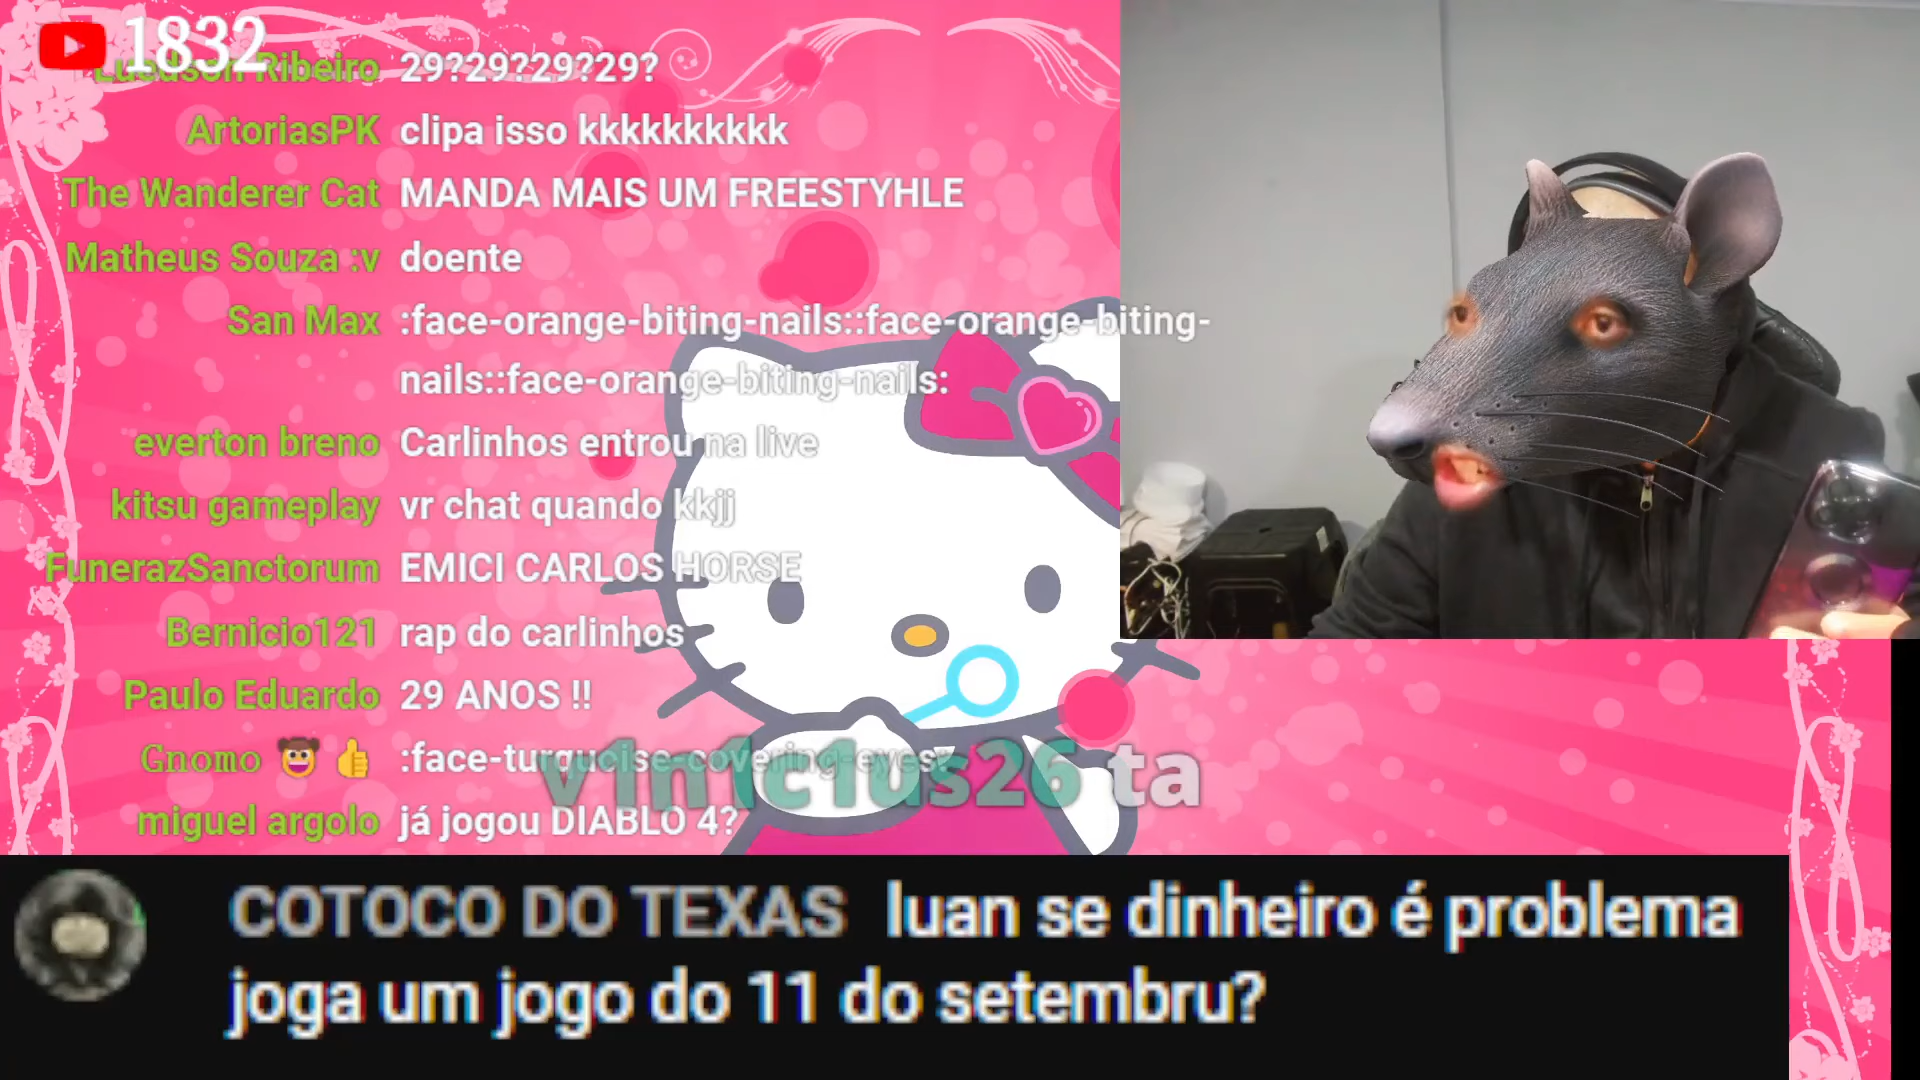 1832
Ribeiro 29?29?29?29?
ArtoriasPK clipa isso kkkkkkkkkk
The Wanderer Cat MANDA MAIS UM FREESTYHLE
Matheus Souza :v doente
San Max :face-orange-biting-nails::face-orange-biting-
nails::face-orange-biting-nails:
everton breno Carlinhos entrou na live
kitsu gameplay vr chat quando kkjj
FunerazSanctorum EMICI CARLOS HORSE
Bernicio121 rap do carlinhos
Paulo Eduardo 29 ANOS !!
Gnomo 👍 :face-turquoise-covering-eyes:
v1n1c1us26 ta
miguel argolo já jogou DIABLO 4?
COTOCO DO TEXAS luan se dinheiro é problema
joga um jogo do 11 do setembru?